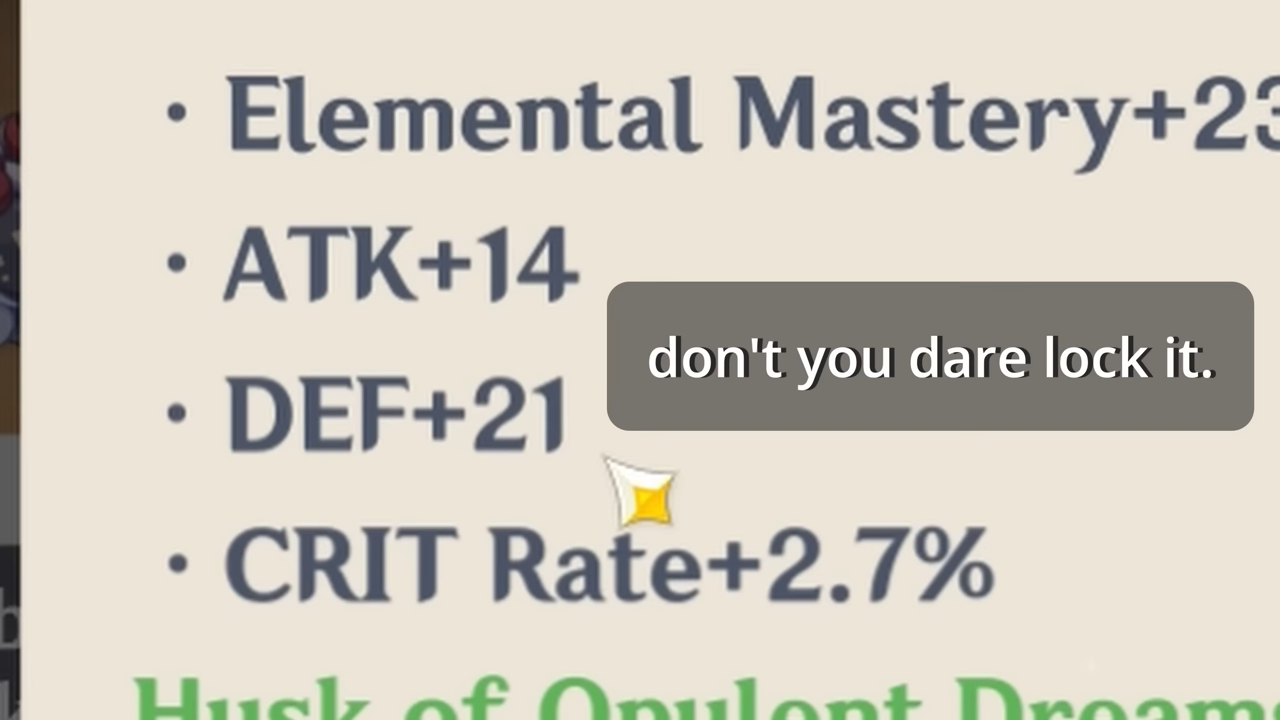 • Elemental Mastery+23
• ATK+14
don't you dare lock it.
• DEF+21
• CRIT Rate+2.7%
Husk of Opulent Dreams